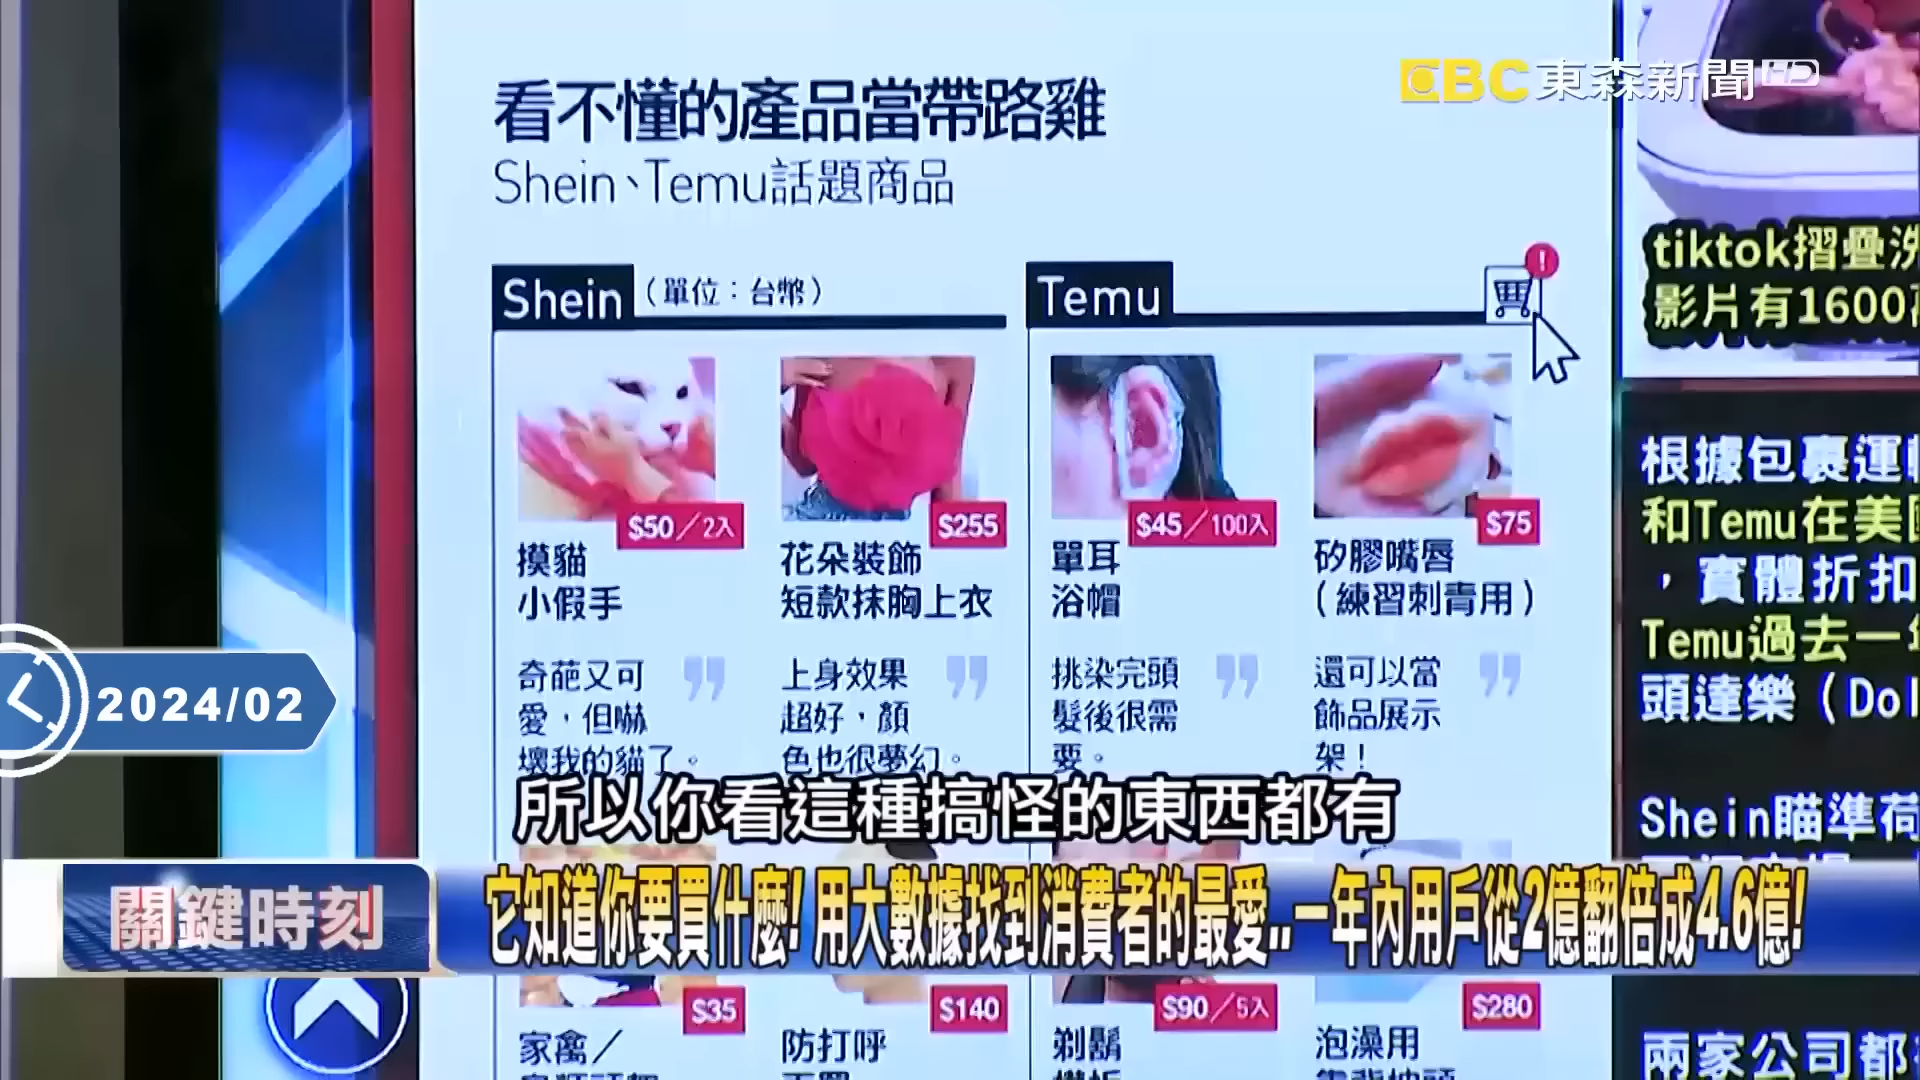 EBC東森新聞HD
看不懂的產品當帶路雞
Shein、Temu話題商品
Shein（單位：台幣）
Temu
$50／2入
$255
$45／100入
$75
摸貓
小假手
花朵裝飾
短款抹胸上衣
單耳
浴帽
矽膠嘴唇
（練習刺青用）
奇葩又可
愛，但嚇
壞我的貓了。
上身效果
超好，顏
色也很夢幻。
挑染完頭
髮後很需
要。
還可以當
飾品展示
架！
tiktok摺疊洗
影片有1600
根據包裹運
和Temu在美國
，實體折扣
Temu過去一年
頭達樂（Dol
Shein瞄準荷
兩家公司都
2024/02
所以你看這種搞怪的東西都有
關鍵時刻
它知道你要買什麼!用大數據找到消費者的最愛..一年內用戶從2億翻倍成4.6億!
$35
$140
$90／5入
$280
家禽／
防打呼
剃鬍
泡澡用